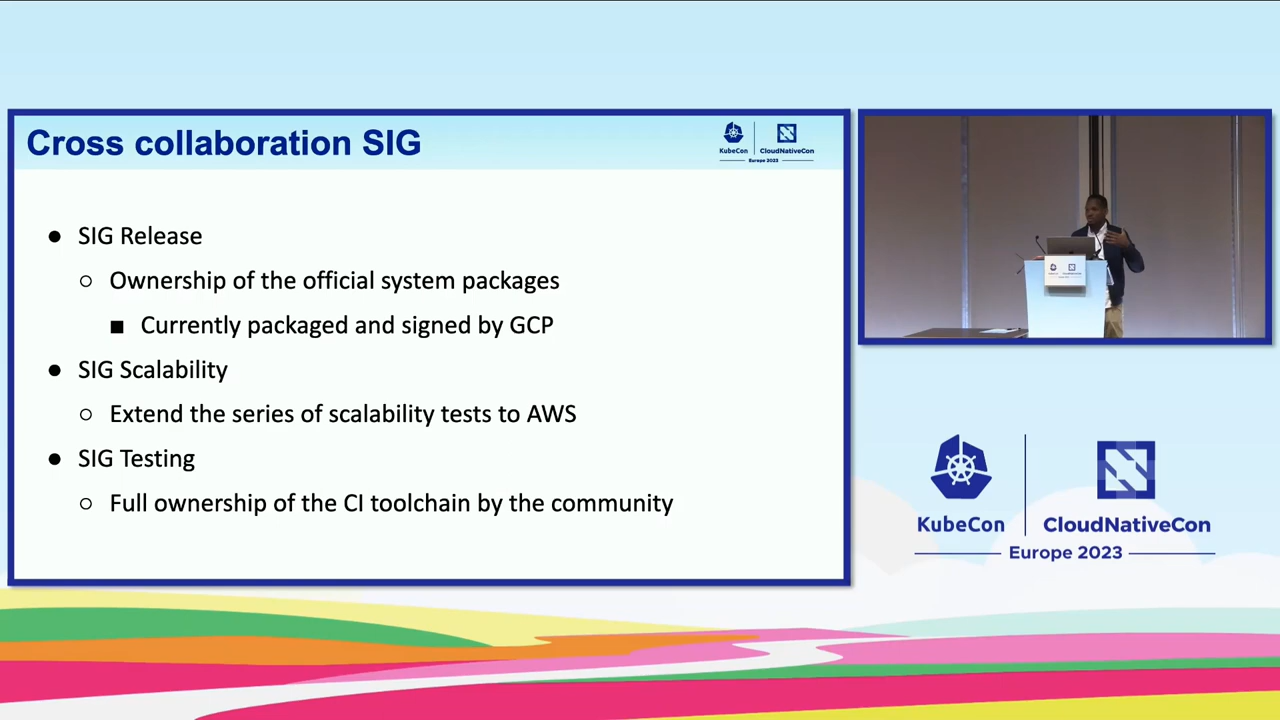 Cross collaboration SIG
KubeCon
CloudNativeCon
Europe 2023
● SIG Release
○ Ownership of the official system packages
■ Currently packaged and signed by GCP
● SIG Scalability
○ Extend the series of scalability tests to AWS
● SIG Testing
○ Full ownership of the CI toolchain by the community
KubeCon
CloudNativeCon
Europe 2023